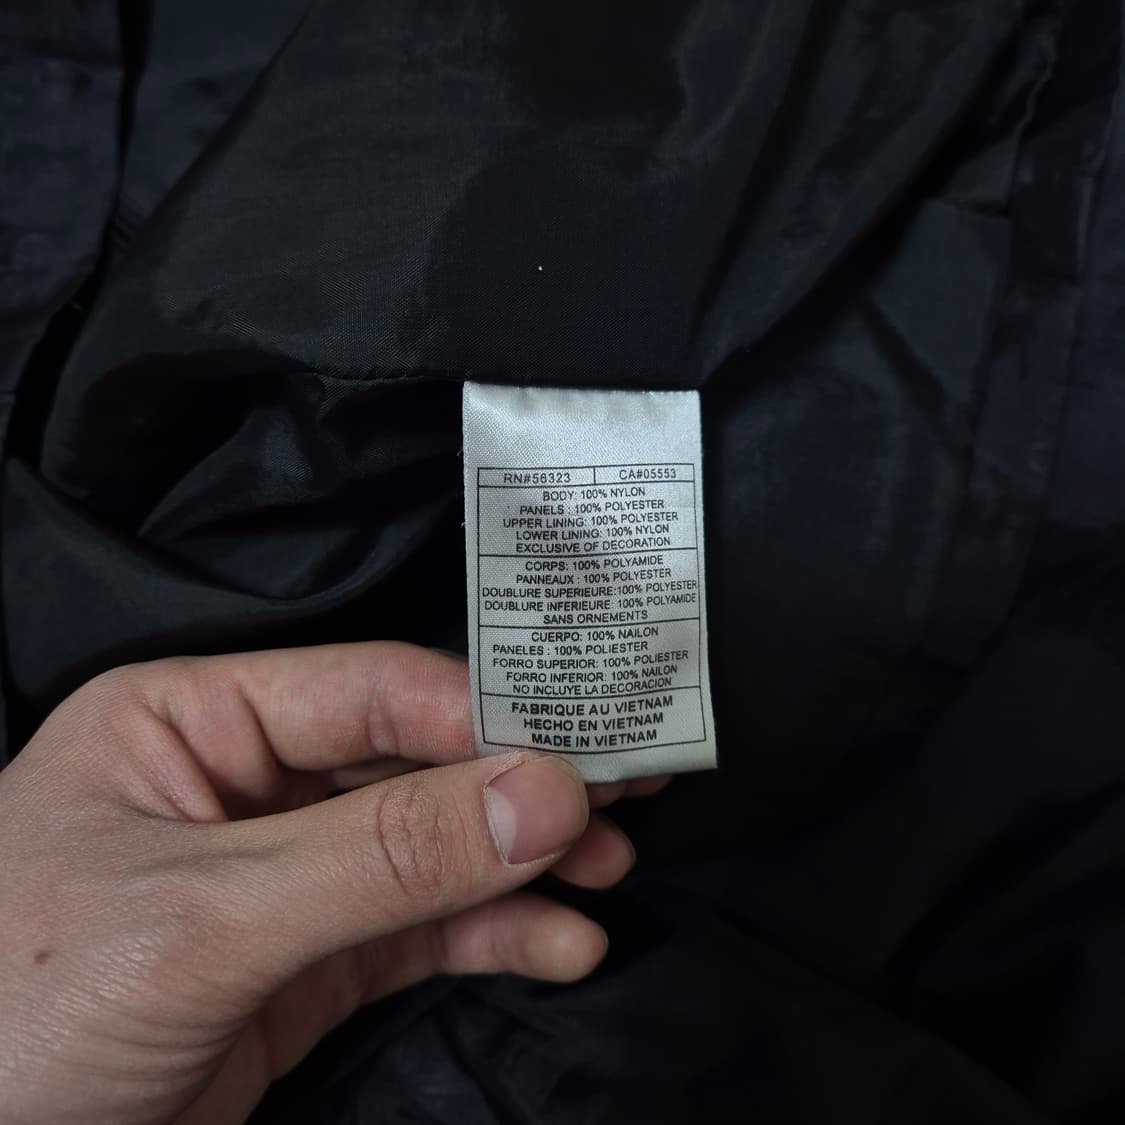 RN#56323 CA#05553
BODY: 100% NYLON
PANELS : 100% POLYESTER
UPPER LINING: 100% POLYESTER
LOWER LINING: 100% NYLON
EXCLUSIVE OF DECORATION
CORPS: 100% POLYAMIDE
PANNEAUX : 100% POLYESTER
DOUBLURE SUPERIEURE:100% POLYESTER
DOUBLURE INFERIEURE: 100% POLYAMIDE
SANS ORNEMENTS
CUERPO: 100% NAILON
PANELES : 100% POLIESTER
FORRO SUPERIOR: 100% POLIESTER
FORRO INFERIOR: 100% NAILON
NO INCLUYE LA DECORACION
FABRIQUE AU VIETNAM
HECHO EN VIETNAM
MADE IN VIETNAM